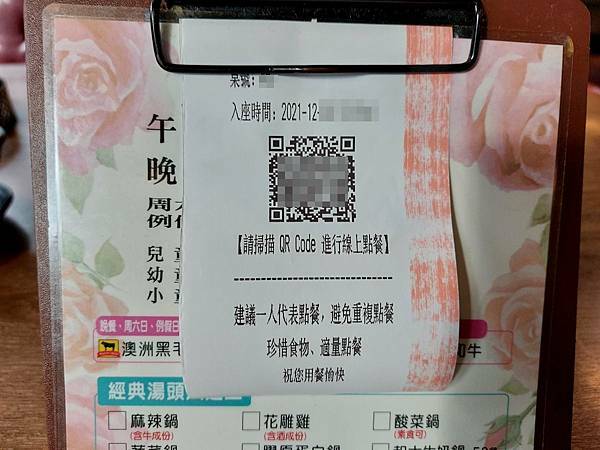 桌號:
入座時間: 2021-12-
【請掃描 QR Code 進行線上點餐】
建議一人代表點餐, 避免重複點餐
珍惜食物、適量點餐
祝您用餐愉快
午
晚
周
例
兒
幼
小
晚餐、周六日、例假日
澳洲黑毛
和牛
經典湯頭
麻辣鍋
(含牛成份)
花雕雞
(含酒成份)
酸菜鍋
(素食可)